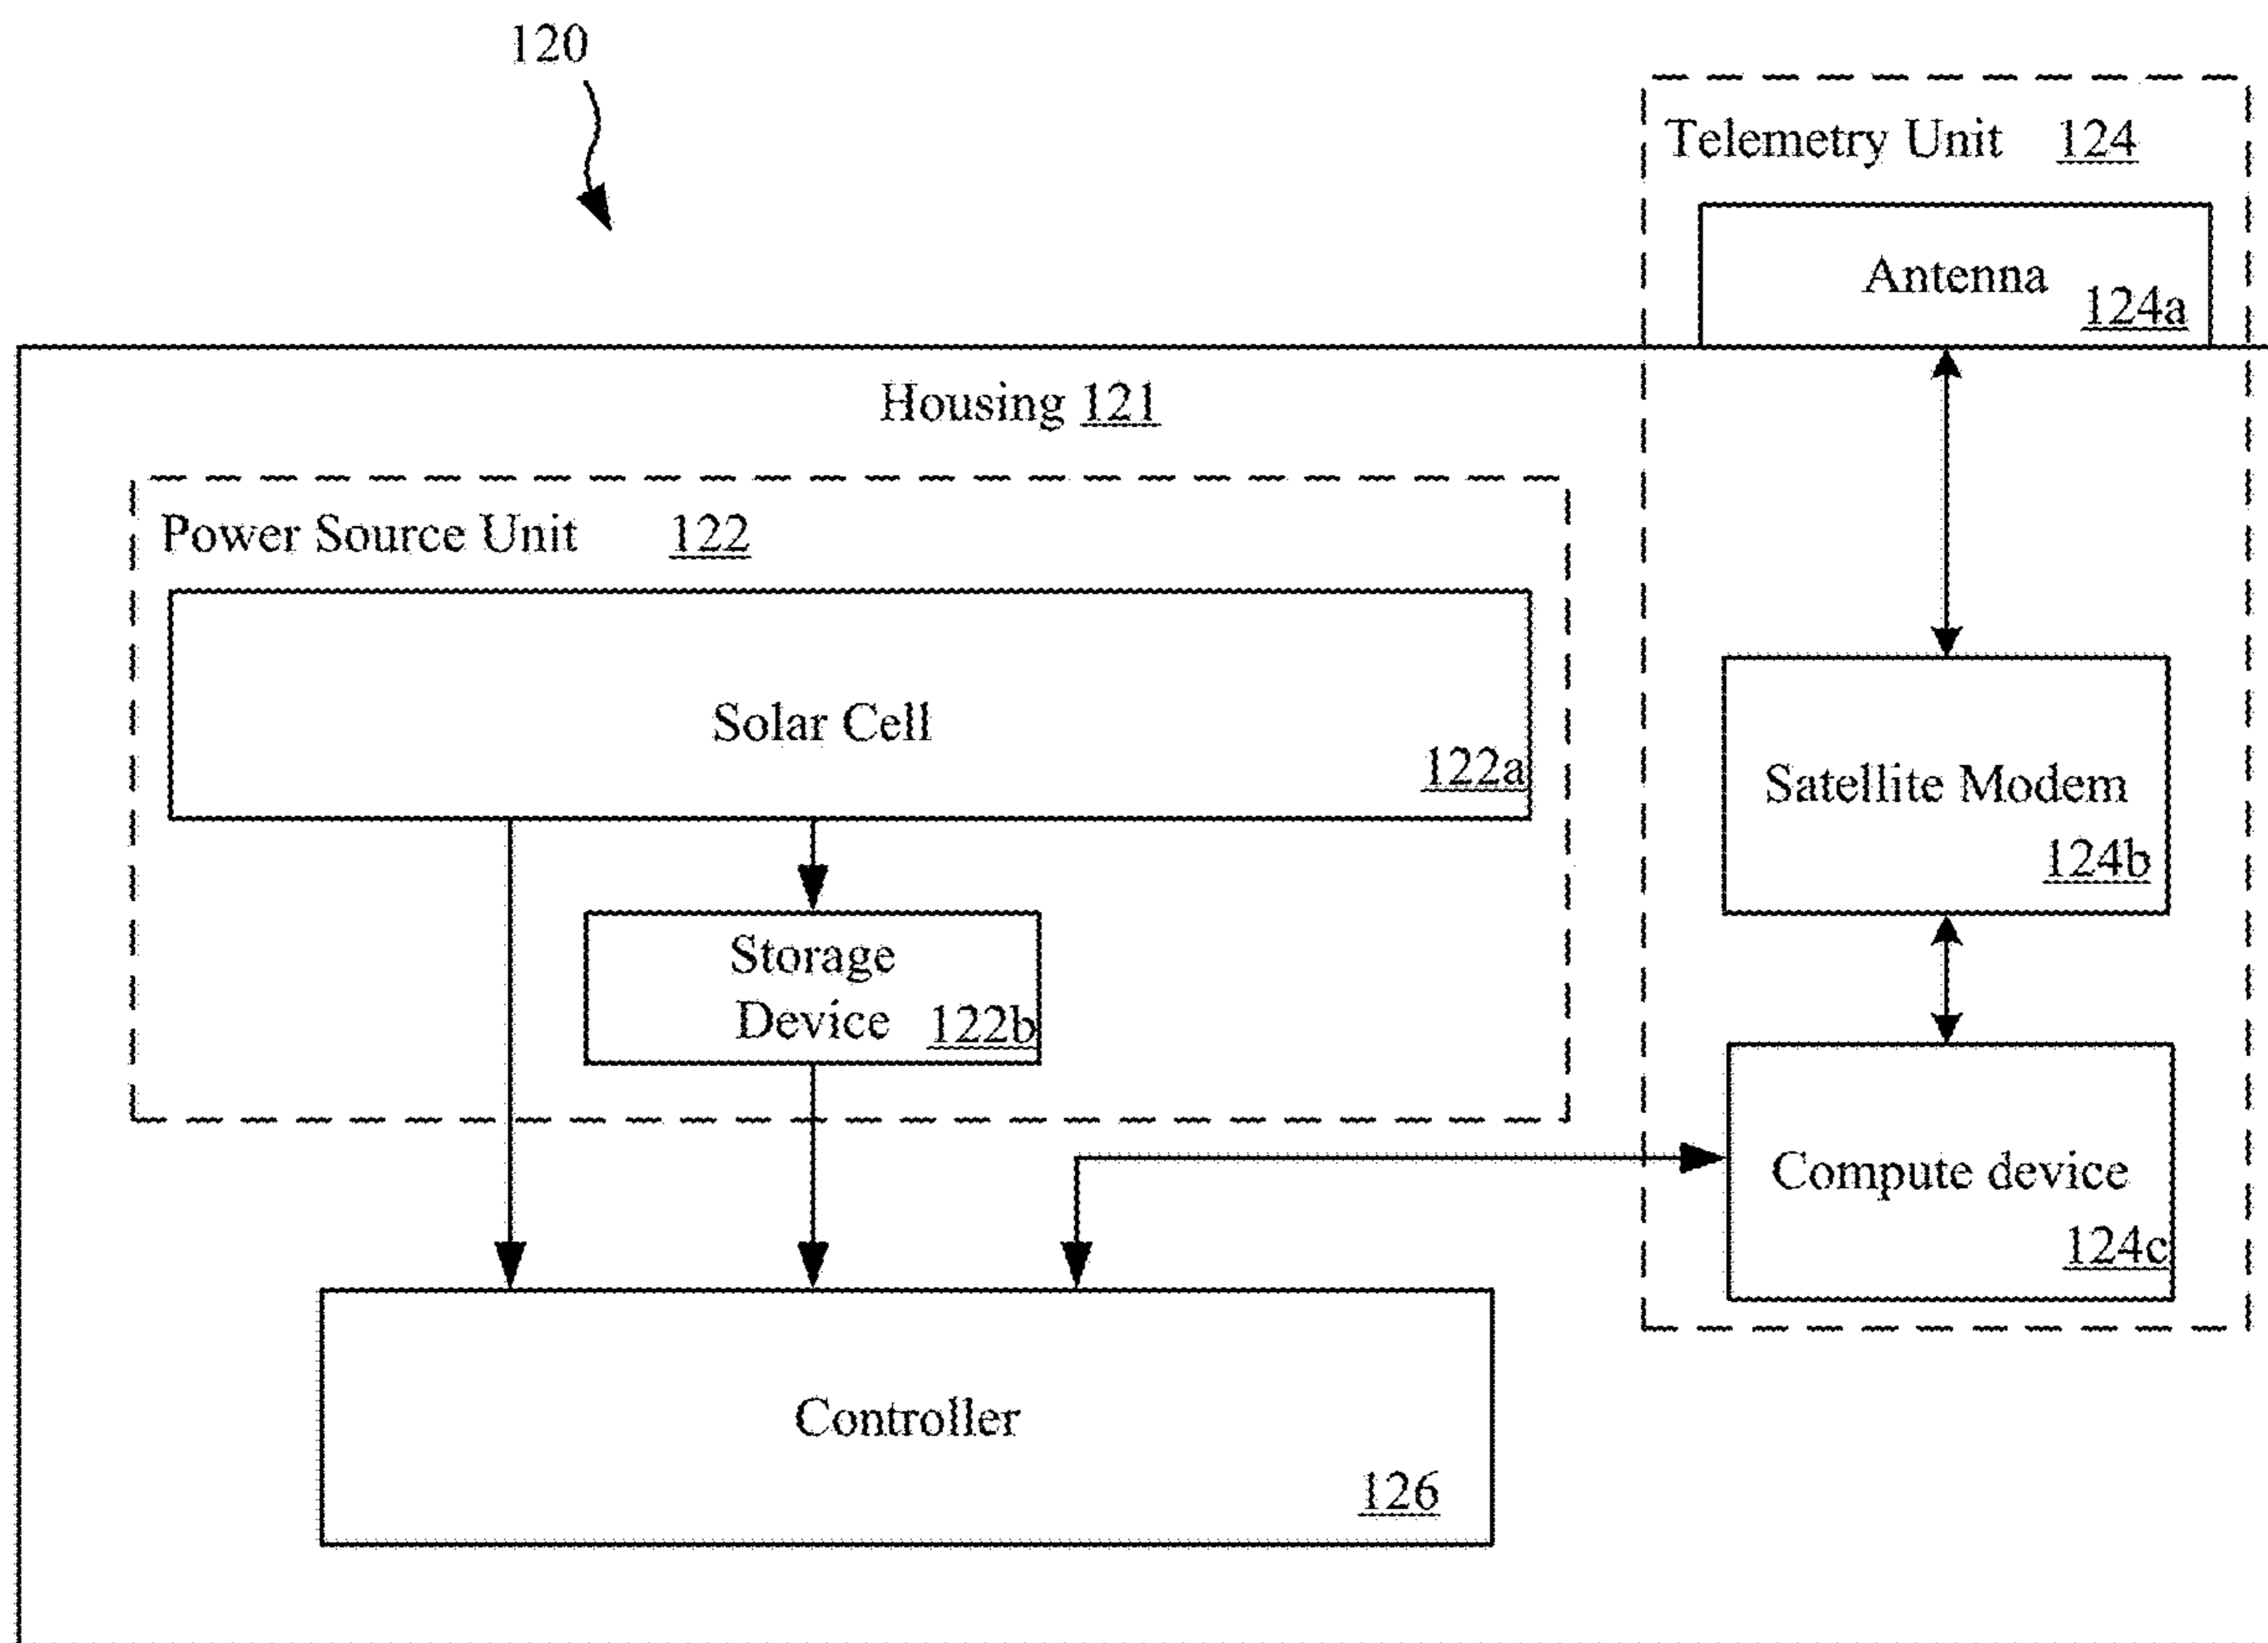 120
Telemetry Unit 124
Antenna
124a
Housing 121
Power Source Unit 122
Solar Cell
122a
Satellite Modem
124b
Storage
Device 122b
Compute device
124c
Controller
126